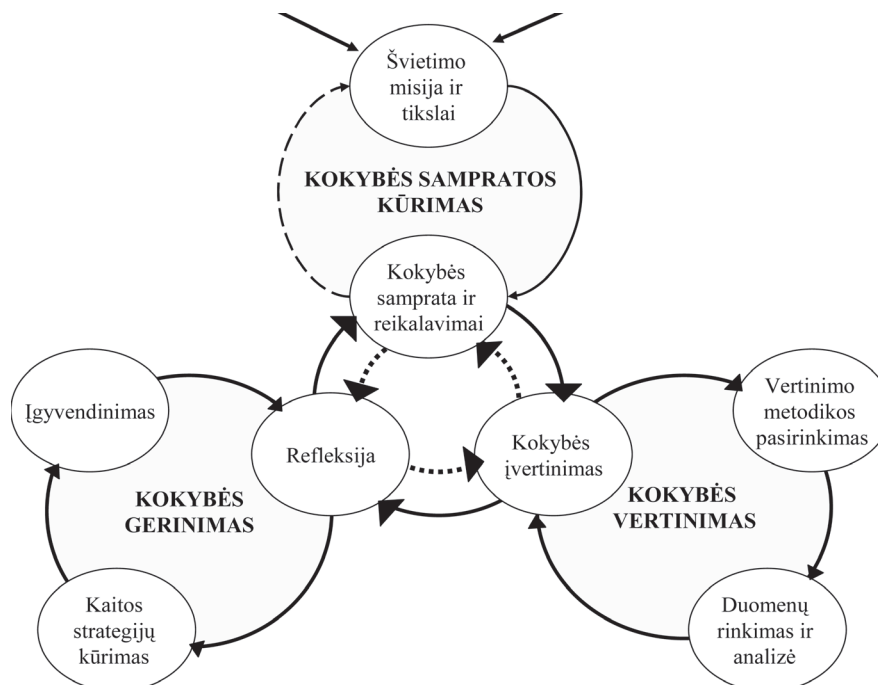 Švietimo
misija ir
tikslai
KOKYBĖS SAMPRATOS
KŪRIMAS
Kokybės
samprata ir
reikalavimai
Įgyvendinimas
Refleksija
Kokybės
įvertinimas
Vertinimo
metodikos
pasirinkimas
KOKYBĖS
GERINIMAS
KOKYBĖS
VERTINIMAS
Kaitos
strategijų
kūrimas
Duomenų
rinkimas ir
analizė